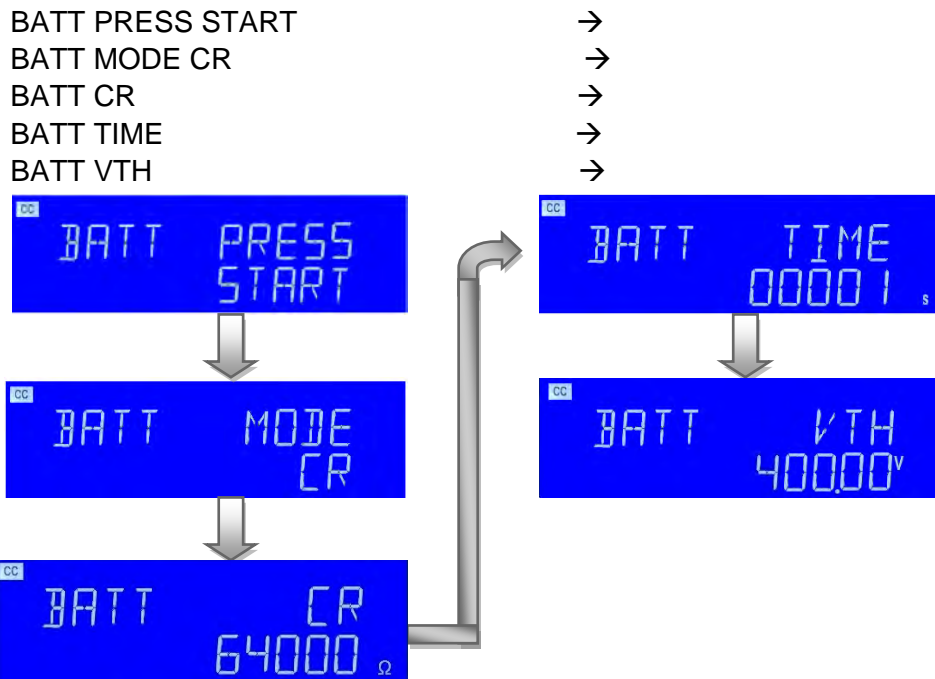 BATT PRESS START →
BATT MODE CR →
BATT CR →
BATT TIME →
BATT VTH →
CC
BATT PRESS
START
CC
BATT MODE
CR
CC
BATT CR
64000 Ω
CC
BATT TIME
00001 s
CC
BATT VTH
400.00 V